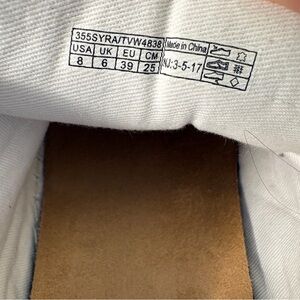 355SYRA/TVW4838
USA UK EU CM
8 6 39 25
Made in China
NJ:3-5-17